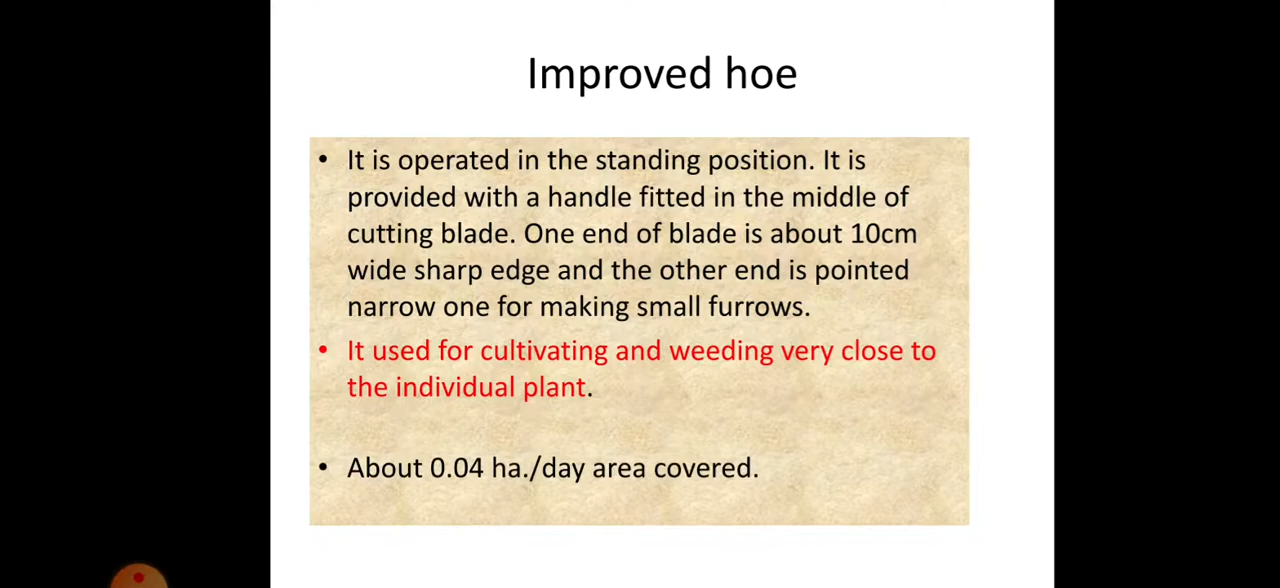 Improved hoe
• It is operated in the standing position. It is
provided with a handle fitted in the middle of
cutting blade. One end of blade is about 10cm
wide sharp edge and the other end is pointed
narrow one for making small furrows.
• It used for cultivating and weeding very close to
the individual plant.
• About 0.04 ha./day area covered.